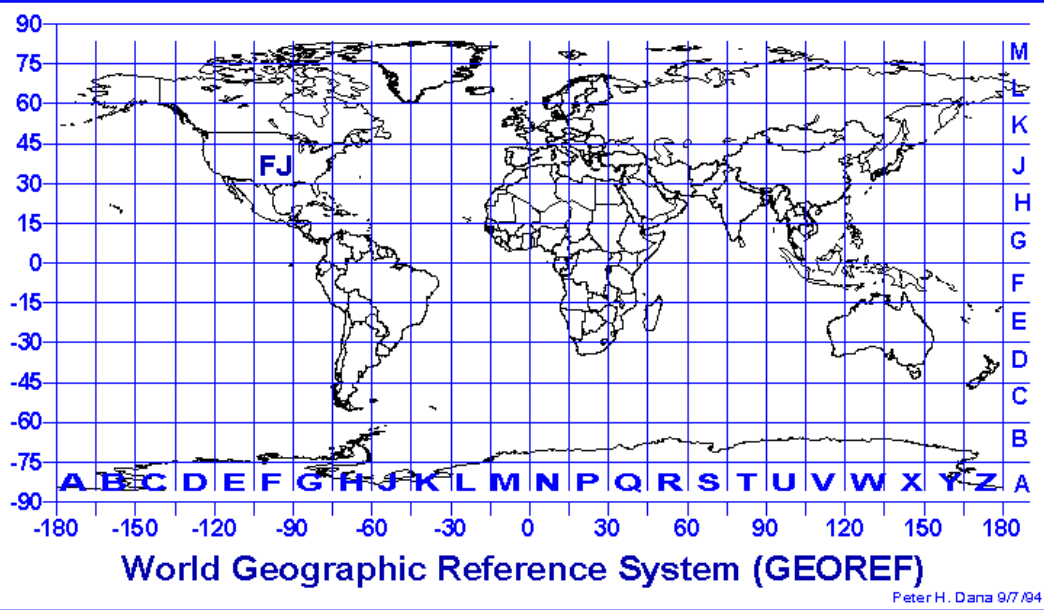 90
M
75
L
60
K
45
FJ
J
30
H
15
G
0
F
-15
E
-30
D
-45
C
-60
B
-75
A B C D E F G H J K L M N P Q R S T U V W X Y Z A
-90
-180 -150 -120 -90 -60 -30 0 30 60 90 120 150 180
World Geographic Reference System (GEOREF)
Peter H. Dana 9/7/94